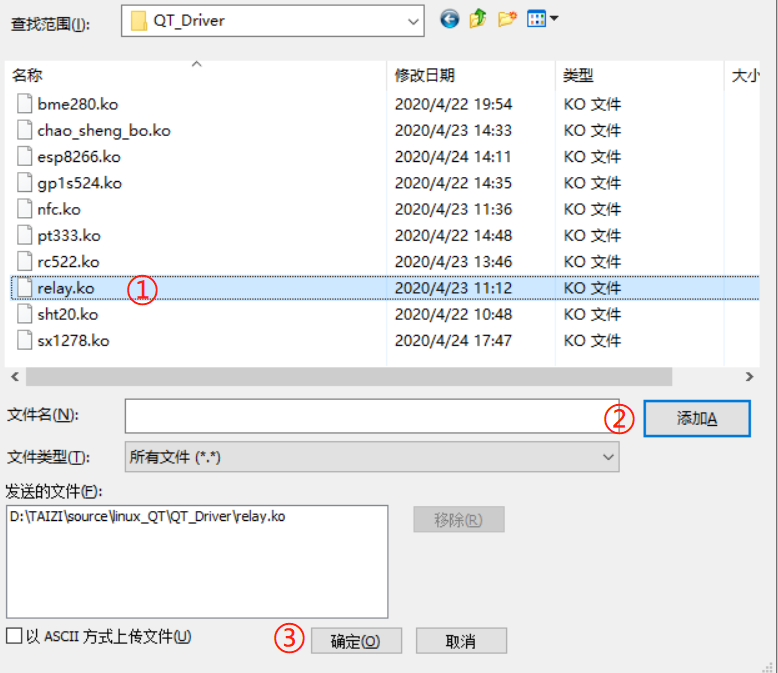 查找范围(I): QT_Driver
名称 修改日期 类型 大小
bme280.ko 2020/4/22 19:54 KO 文件
chao_sheng_bo.ko 2020/4/23 14:33 KO 文件
esp8266.ko 2020/4/24 14:11 KO 文件
gp1s524.ko 2020/4/22 14:35 KO 文件
nfc.ko 2020/4/23 11:36 KO 文件
pt333.ko 2020/4/22 14:48 KO 文件
rc522.ko 2020/4/23 13:46 KO 文件
relay.ko ① 2020/4/23 11:12 KO 文件
sht20.ko 2020/4/22 10:48 KO 文件
sx1278.ko 2020/4/24 17:47 KO 文件
文件名(N): ② 添加A
文件类型(T): 所有文件 (*.*)
发送的文件(F):
D:\TAIZI\source\linux_QT\QT_Driver\relay.ko 移除(R)
以 ASCII 方式上传文件(U) ③ 确定(O) 取消